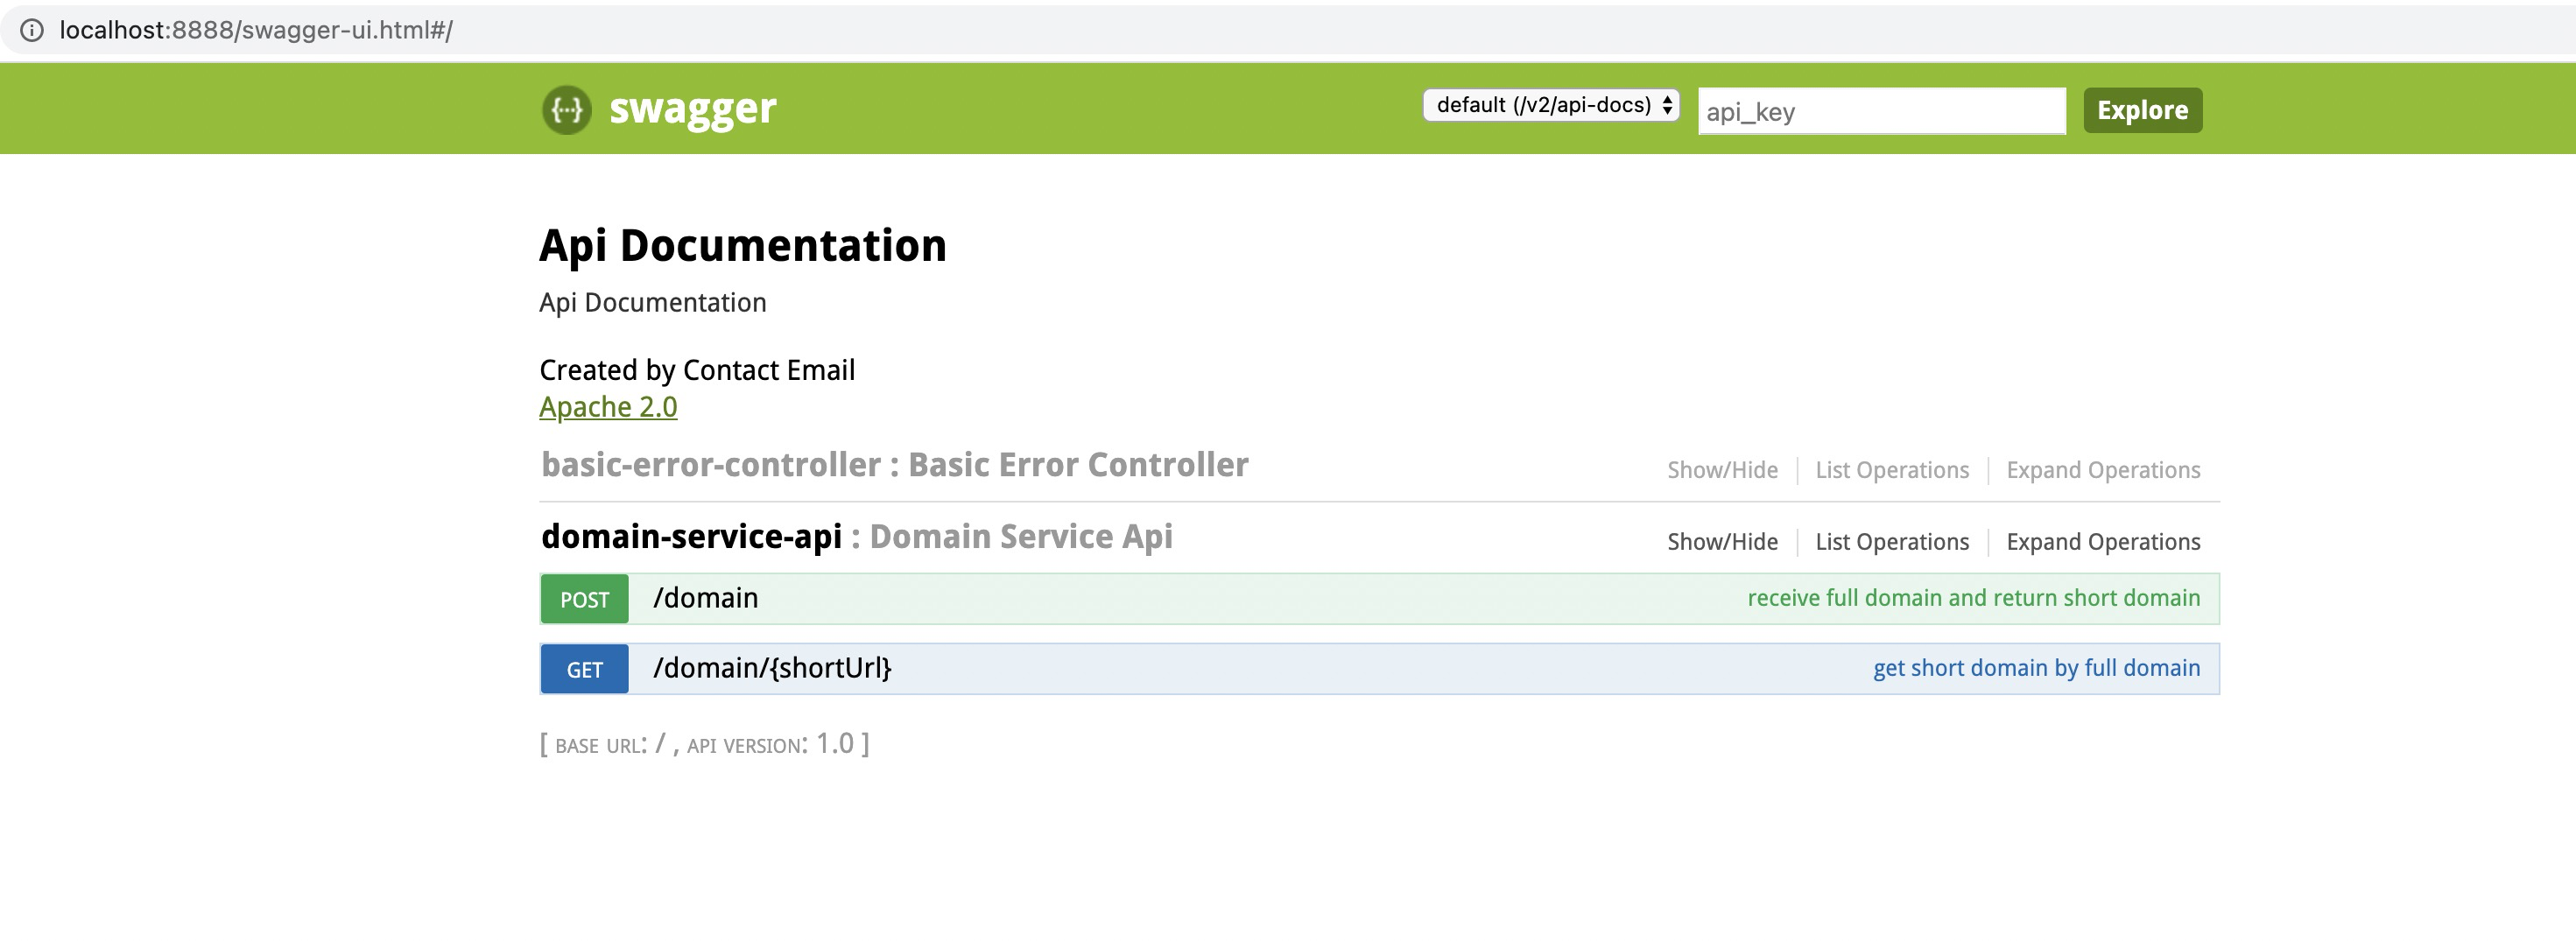 localhost:8888/swagger-ui.html#/
{···} swagger default (/v2/api-docs) api_key Explore
Api Documentation
Api Documentation
Created by Contact Email
Apache 2.0
basic-error-controller : Basic Error Controller Show/Hide List Operations Expand Operations
domain-service-api : Domain Service Api Show/Hide List Operations Expand Operations
POST /domain receive full domain and return short domain
GET /domain/{shortUrl} get short domain by full domain
[ BASE URL: / , API VERSION: 1.0 ]